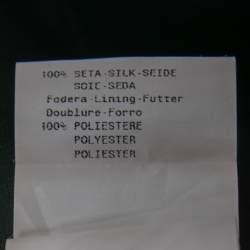 100% SETA-SILK-SEIDE
SOIE-SEDA
Fodera-Lining-Futter
Doublure-Forro
100% POLIESTERE
POLYESTER
POLIESTER